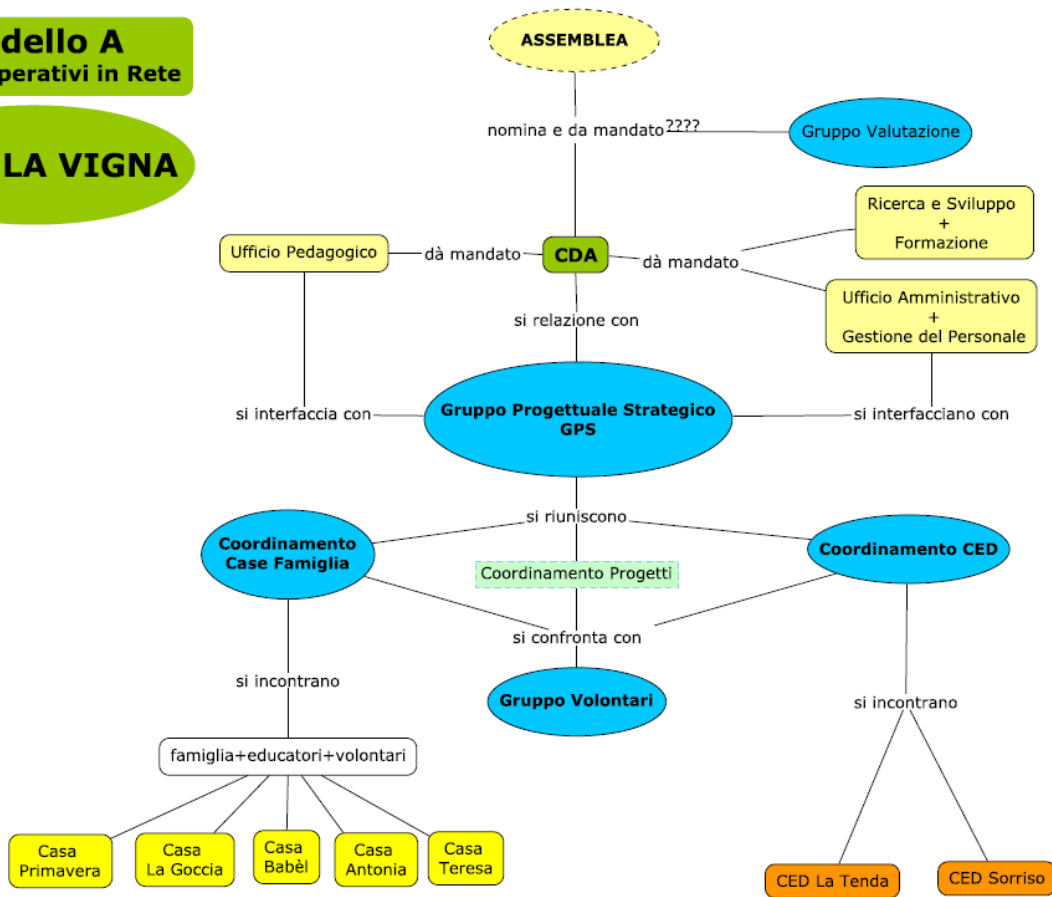 dello A
perativi in Rete
LA VIGNA
ASSEMBLEA
nomina e da mandato
????
Gruppo Valutazione
Ricerca e Sviluppo
+
Formazione
Ufficio Pedagogico
dà mandato
CDA
dà mandato
Ufficio Amministrativo
+
Gestione del Personale
si relazione con
si interfaccia con
Gruppo Progettuale Strategico
GPS
si interfacciano con
si riuniscono
Coordinamento
Case Famiglia
Coordinamento CED
Coordinamento Progetti
si confronta con
si incontrano
Gruppo Volontari
si incontrano
famiglia+educatori+volontari
Casa
Primavera
Casa
La Goccia
Casa
Babèl
Casa
Antonia
Casa
Teresa
CED La Tenda
CED Sorriso